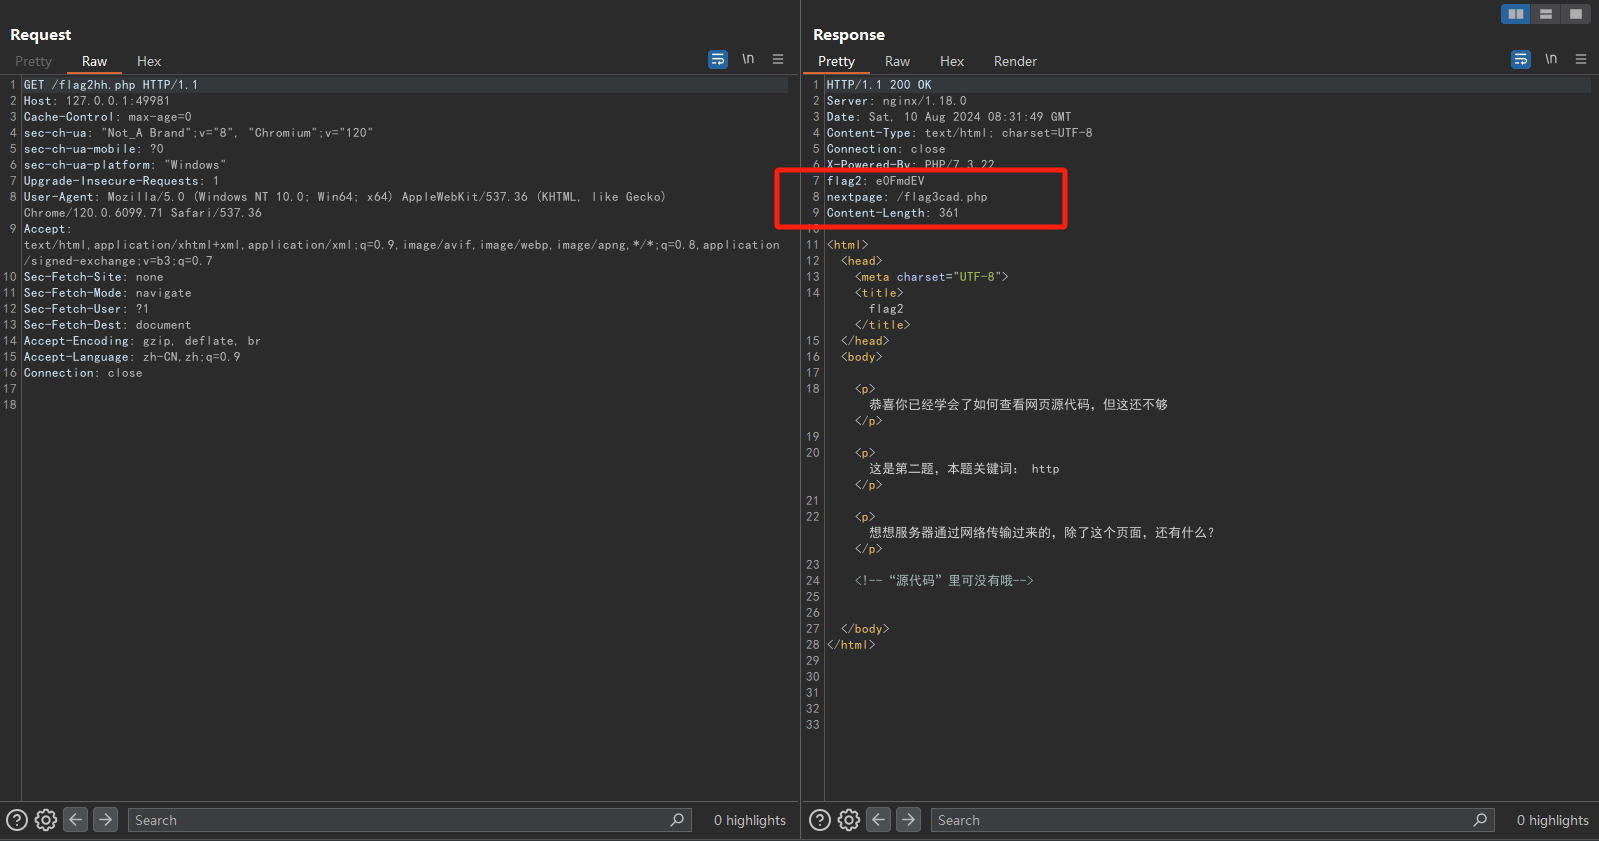 Request
Pretty Raw Hex
\n
1 GET /flag2hh.php HTTP/1.1
2 Host: 127.0.0.1:49981
3 Cache-Control: max-age=0
4 sec-ch-ua: "Not_A Brand";v="8", "Chromium";v="120"
5 sec-ch-ua-mobile: ?0
6 sec-ch-ua-platform: "Windows"
7 Upgrade-Insecure-Requests: 1
8 User-Agent: Mozilla/5.0 (Windows NT 10.0; Win64; x64) AppleWebKit/537.36 (KHTML, like Gecko)
Chrome/120.0.6099.71 Safari/537.36
9 Accept:
text/html,application/xhtml+xml,application/xml;q=0.9,image/avif,image/webp,image/apng,*/*;q=0.8,application
/signed-exchange;v=b3;q=0.7
10 Sec-Fetch-Site: none
11 Sec-Fetch-Mode: navigate
12 Sec-Fetch-User: ?1
13 Sec-Fetch-Dest: document
14 Accept-Encoding: gzip, deflate, br
15 Accept-Language: zh-CN,zh;q=0.9
16 Connection: close
17
18
Search
0 highlights
Response
Pretty Raw Hex Render
\n
1 HTTP/1.1 200 OK
2 Server: nginx/1.18.0
3 Date: Sat, 10 Aug 2024 08:31:49 GMT
4 Content-Type: text/html; charset=UTF-8
5 Connection: close
6 X-Powered-By: PHP/7.3.22
7 flag2: e0FmdEV
8 nextpage: /flag3cad.php
9 Content-Length: 361
10
11 <html>
12 <head>
13 <meta charset="UTF-8">
14 <title>
flag2
</title>
15 </head>
16 <body>
17
18 <p>
恭喜你已经学会了如何查看网页源代码，但这还不够
</p>
19
20 <p>
这是第二题，本题关键词： http
</p>
21
22 <p>
想想服务器通过网络传输过来的，除了这个页面，还有什么？
</p>
23
24 <!-- “源代码” 里可没有哦-->
25
26
27 </body>
28 </html>
29
30
31
32
33
Search
0 highlights